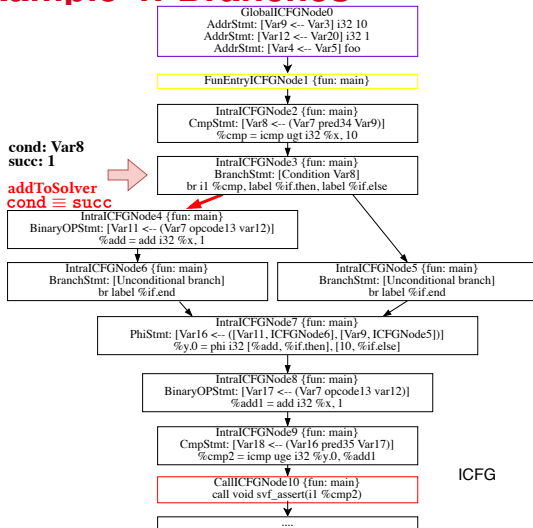 GlobalICFGNode0
AddrStmt: [Var9 <-- Var3] i32 10
AddrStmt: [Var12 <-- Var20] i32 1
AddrStmt: [Var4 <-- Var5] foo
FunEntryICFGNode1 {fun: main}
IntraICFGNode2 {fun: main}
CmpStmt: [Var8 <-- (Var7 pred34 Var9)]
%cmp = icmp ugt i32 %x, 10
cond: Var8
succ: 1
addToSolver
cond ≡ succ
IntraICFGNode3 {fun: main}
BranchStmt: [Condition Var8]
br i1 %cmp, label %if.then, label %if.else
IntraICFGNode4 {fun: main}
BinaryOPStmt: [Var11 <-- (Var7 opcode13 var12)]
%add = add i32 %x, 1
IntraICFGNode6 {fun: main}
BranchStmt: [Unconditional branch]
br label %if.end
IntraICFGNode5 {fun: main}
BranchStmt: [Unconditional branch]
br label %if.end
IntraICFGNode7 {fun: main}
PhiStmt: [Var16 <-- ([Var11, ICFGNode6], [Var9, ICFGNode5])]
%y.0 = phi i32 [%add, %if.then], [10, %if.else]
IntraICFGNode8 {fun: main}
BinaryOPStmt: [Var17 <-- (Var7 opcode13 var12)]
%add1 = add i32 %x, 1
IntraICFGNode9 {fun: main}
CmpStmt: [Var18 <-- (Var16 pred35 Var17)]
%cmp2 = icmp uge i32 %y.0, %add1
ICFG
CallICFGNode10 {fun: main}
call void svf_assert(i1 %cmp2)
....